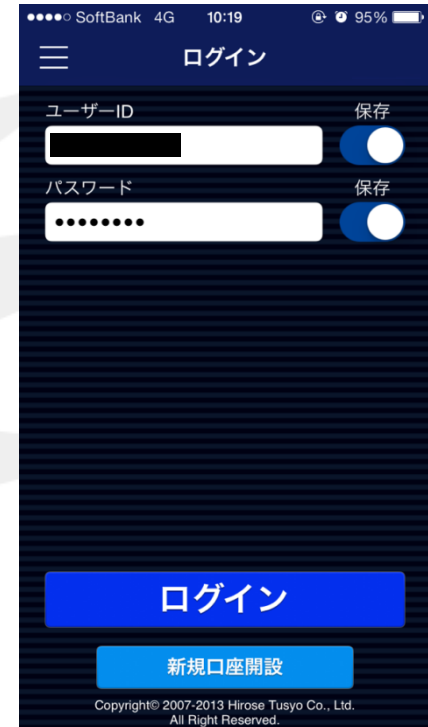 SoftBank 4G 10:19 95%
ログイン
ユーザーID 保存
パスワード 保存
••••••••
ログイン
新規口座開設
Copyright© 2007-2013 Hirose Tusyo Co., Ltd.
All Right Reserved.